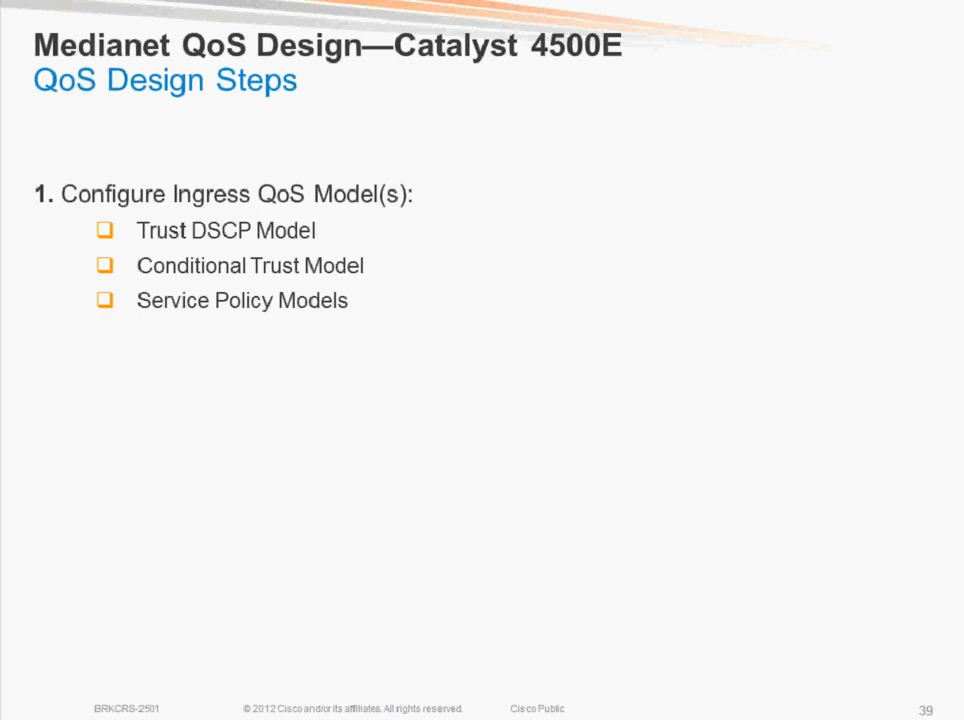 Medianet QoS Design—Catalyst 4500E
QoS Design Steps
1. Configure Ingress QoS Model(s):
Trust DSCP Model
Conditional Trust Model
Service Policy Models
BRKCRS-2501 © 2012 Cisco and/or its affiliates. All rights reserved. Cisco Public 39